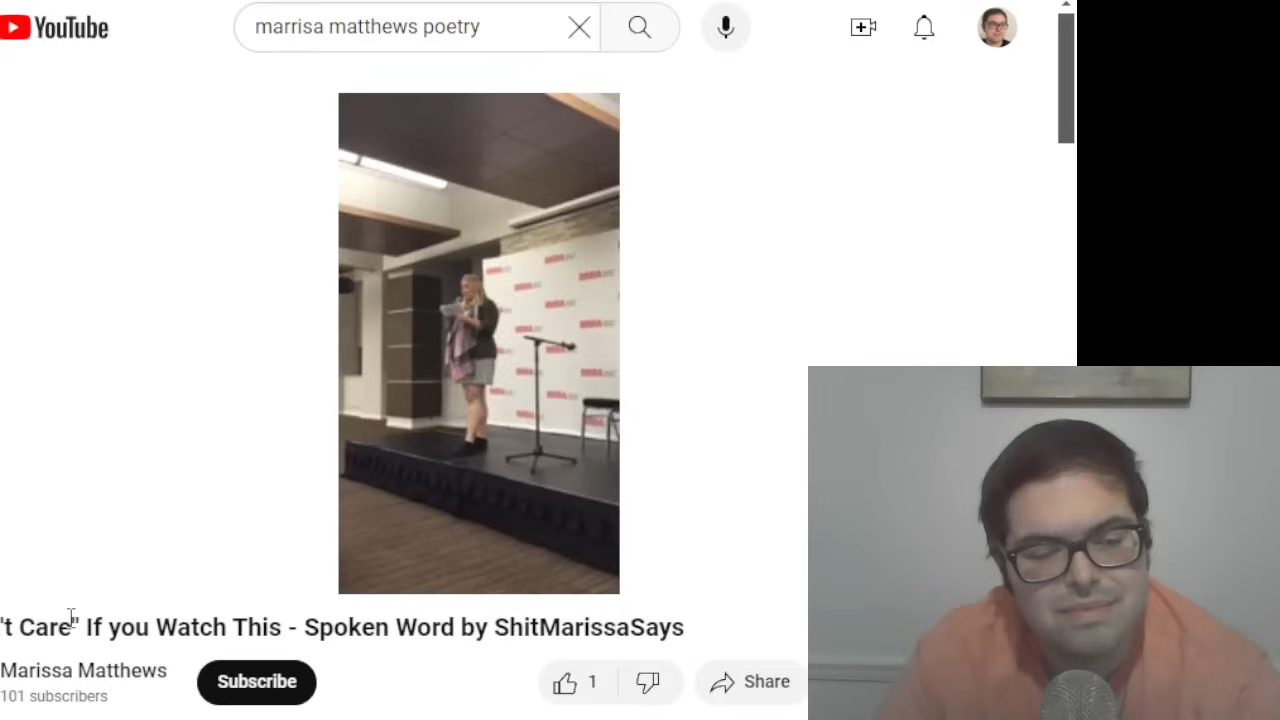 YouTube
marrisa matthews poetry
't Care" If you Watch This - Spoken Word by ShitMarissaSays
Marissa Matthews
101 subscribers
Subscribe
1
Share